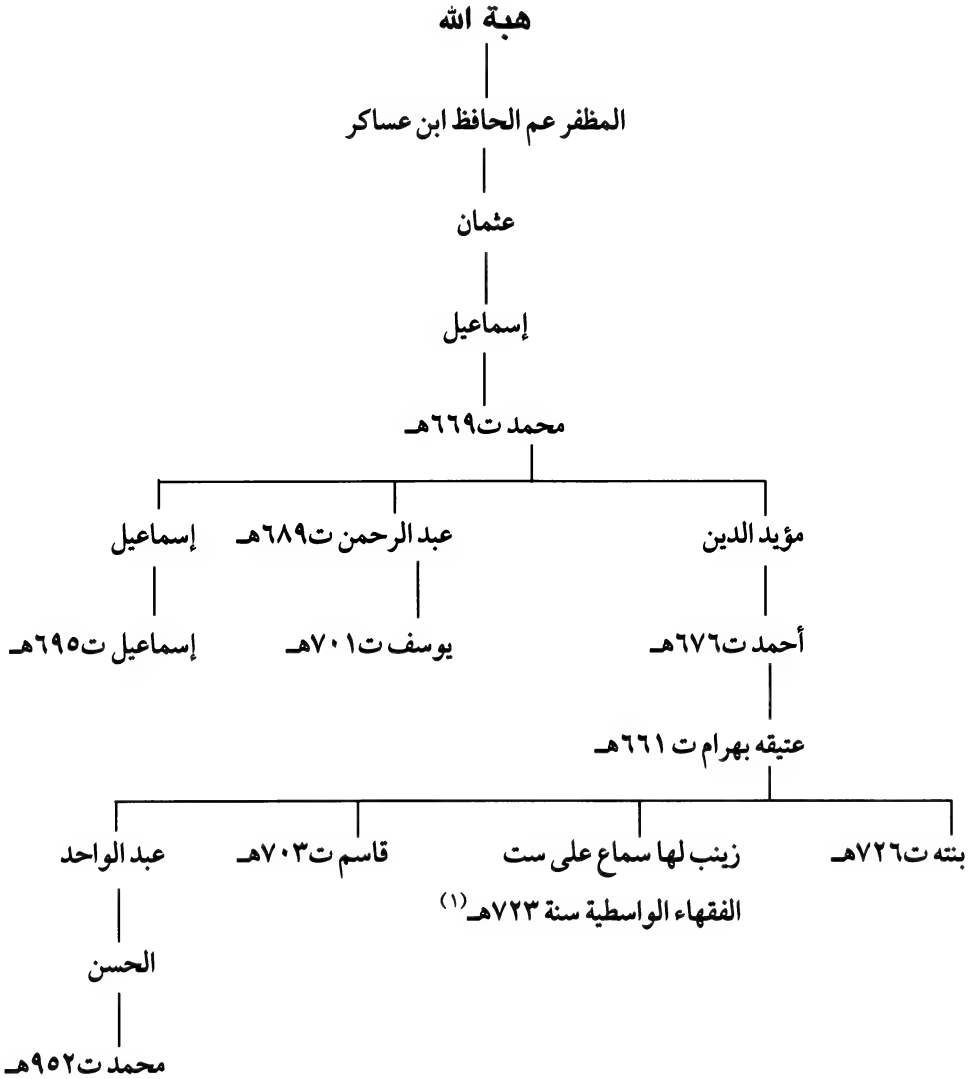 هبة الله
المظفر عم الحافظ ابن عساكر
عثمان
إسماعيل
محمد ت٦٦٩هـ
مؤيد الدين
عبد الرحمن ت٦٨٩هـ
إسماعيل
أحمد ت٦٧٦هـ
يوسف ت٧٠١هـ
إسماعيل ت٦٩٥هـ
عتيقه بهرام ت ٦٦١هـ
بنته ت٧٢٦هـ
زينب لها سماع على ست
الفقهاء الواسطية سنة ٧٢٣هـ(١)
قاسم ت٧٠٣هـ
عبد الواحد
الحسن
محمد ت٩٥٢هـ